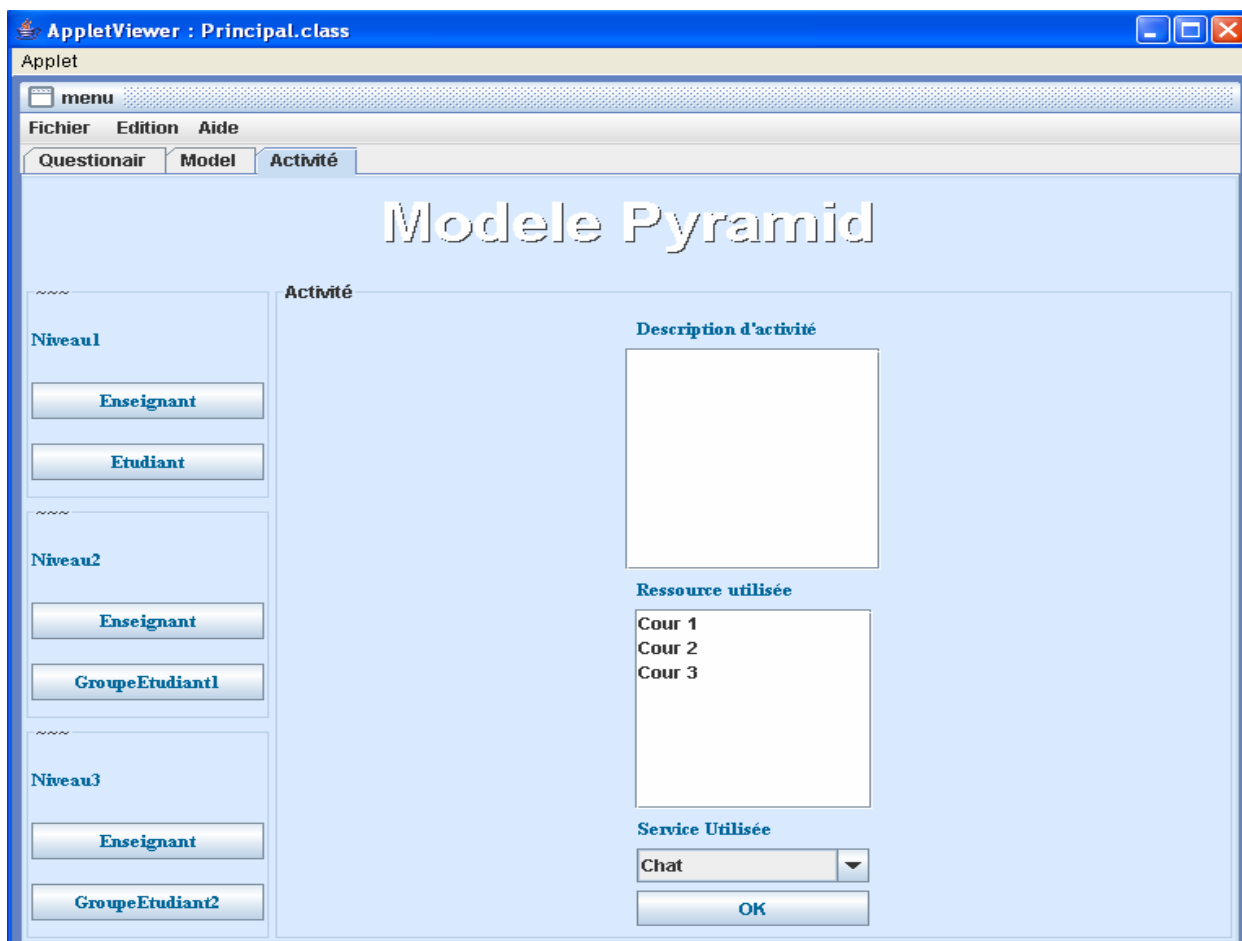 AppletViewer : Principal.class
Applet
menu
Fichier Edition Aide
Questionair Model Activité
Modele Pyramid
~~~
Niveau1
Enseignant
Etudiant
~~~
Niveau2
Enseignant
GroupeEtudiant1
~~~
Niveau3
Enseignant
GroupeEtudiant2
Activité
Description d'activité
Ressource utilisée
Cour 1
Cour 2
Cour 3
Service Utilisée
Chat
OK